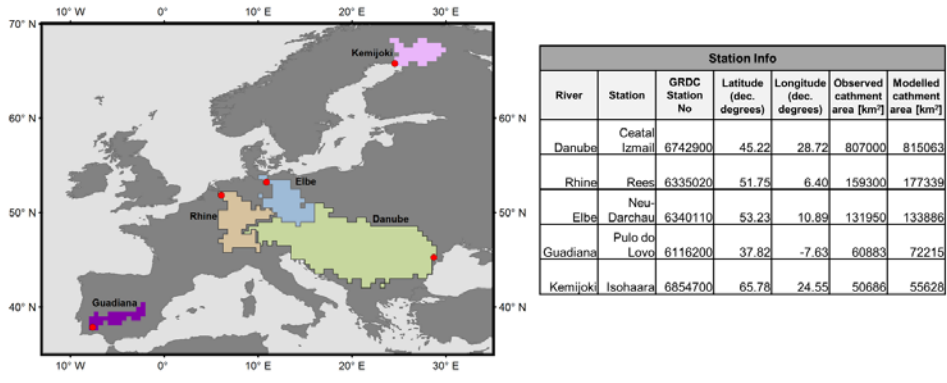 10° W 0° 10° E 20° E 30° E
70° N
60° N
50° N
40° N
70° N
60° N
50° N
40° N
Kemijoki
Elbe
Rhine
Danube
Guadiana
10° W 0° 10° E 20° E 30° E
Station Info
River Station GRDC Station No Latitude (dec. degrees) Longitude (dec. degrees) Observed cathment area [km²] Modelled cathment area [km²]
Danube Ceatal Izmail 6742900 45.22 28.72 807000 815063
Rhine Rees 6335020 51.75 6.40 159300 177339
Elbe Neu-Darchau 6340110 53.23 10.89 131950 133886
Guadiana Pulo do Lovo 6116200 37.82 -7.63 60883 72215
Kemijoki Isohaara 6854700 65.78 24.55 50686 55628